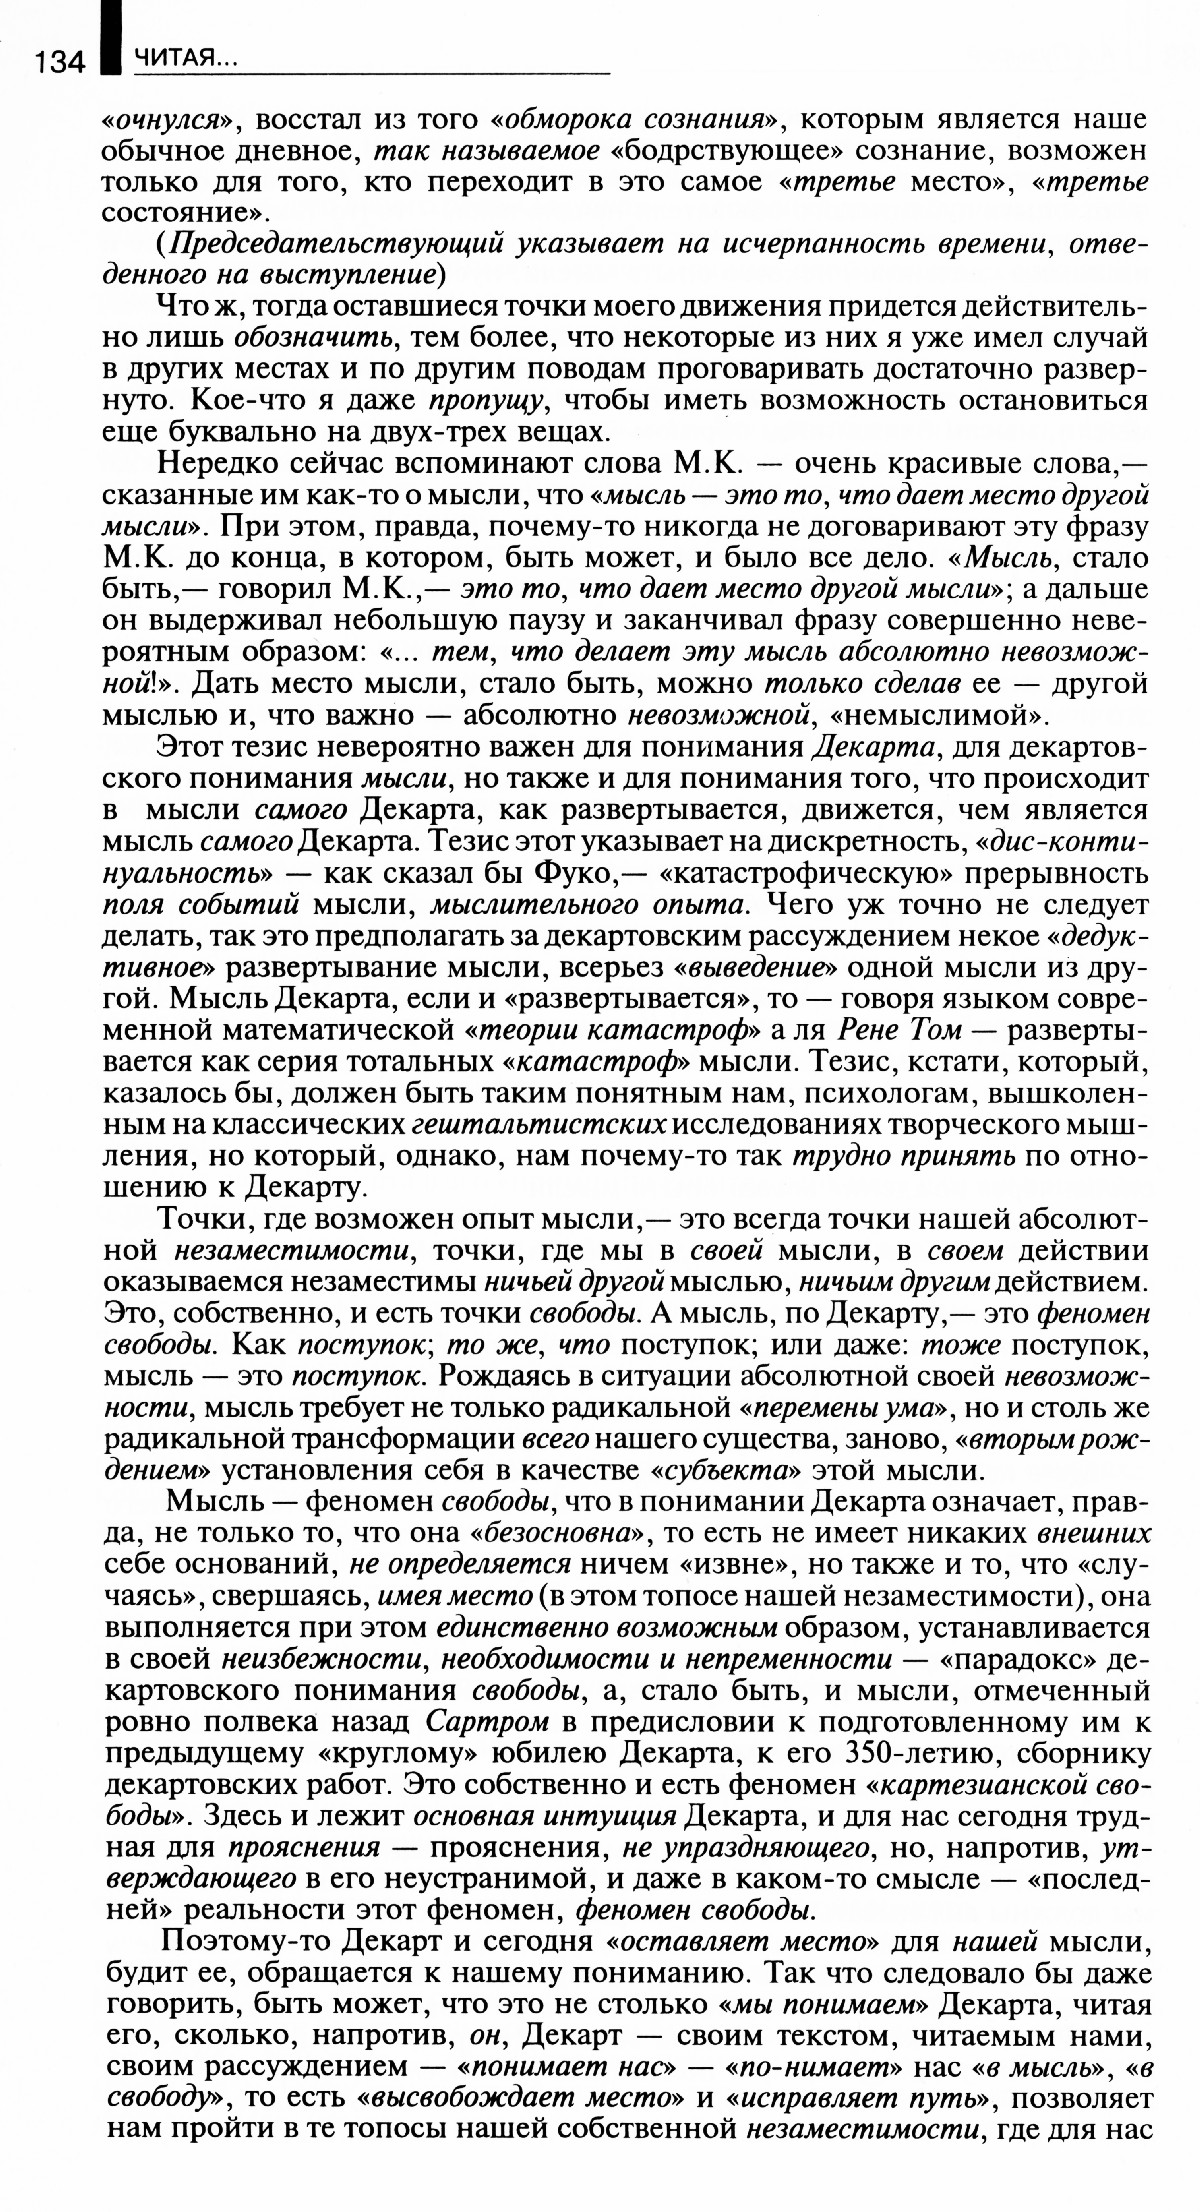 134
ЧИТАЯ...
«очнулся», восстал из того «обморока сознания», которым является наше
обычное дневное, так называемое «бодрствующее» сознание, возможен
только для того, кто переходит в это самое «третье место», «третье
состояние».
(Председательствующий указывает на исчерпанность времени, отве-
денного на выступление)
Что ж, тогда оставшиеся точки моего движения придется действитель-
но лишь обозначить, тем более, что некоторые из них я уже имел случай
в других местах и по другим поводам проговаривать достаточно развер-
нуто. Кое-что я даже пропущу, чтобы иметь возможность остановиться
еще буквально на двух-трех вещах.
Нередко сейчас вспоминают слова М.К. — очень красивые слова,—
сказанные им как-то о мысли, что «мысль — это то, что дает место другой
мысли». При этом, правда, почему-то никогда не договаривают эту фразу
М.К. до конца, в котором, быть может, и было все дело. «Мысль, стало
быть,— говорил М.К.,— это то, что дает место другой мысли»; а дальше
он выдерживал небольшую паузу и заканчивал фразу совершенно неве-
роятным образом: «... тем, что делает эту мысль абсолютно невозмож-
ной!». Дать место мысли, стало быть, можно только сделав ее — другой
мыслью и, что важно — абсолютно невозможной, «немыслимой».
Этот тезис невероятно важен для понимания Декарта, для декартов-
ского понимания мысли, но также и для понимания того, что происходит
в мысли самого Декарта, как развертывается, движется, чем является
мысль самого Декарта. Тезис этот указывает на дискретность, «дис-конти-
нуальность» — как сказал бы Фуко,— «катастрофическую» прерывность
поля событий мысли, мыслительного опыта. Чего уж точно не следует
делать, так это предполагать за декартовским рассуждением некое «дедук-
тивное» развертывание мысли, всерьез «выведение» одной мысли из дру-
гой. Мысль Декарта, если и «развертывается», то — говоря языком совре-
менной математической «теории катастроф» а ля Рене Том — разверты-
вается как серия тотальных «катастроф» мысли. Тезис, кстати, который,
казалось бы, должен быть таким понятным нам, психологам, вышколен-
ным на классических гештальтистских исследованиях творческого мыш-
ления, но который, однако, нам почему-то так трудно принять по отно-
шению к Декарту.
Точки, где возможен опыт мысли,— это всегда точки нашей абсолют-
ной незаместимости, точки, где мы в своей мысли, в своем действии
оказываемся незаместимы ничьей другой мыслью, ничьим другим действием.
Это, собственно, и есть точки свободы. А мысль, по Декарту,— это феномен
свободы. Как поступок; то же, что поступок; или даже: тоже поступок,
мысль — это поступок. Рождаясь в ситуации абсолютной своей невозмож-
ности, мысль требует не только радикальной «перемены ума», но и столь же
радикальной трансформации всего нашего существа, заново, «вторым рож-
дением» установления себя в качестве «субъекта» этой мысли.
Мысль — феномен свободы, что в понимании Декарта означает, прав-
да, не только то, что она «безосновна», то есть не имеет никаких внешних
себе оснований, не определяется ничем «извне», но также и то, что «слу-
чаясь», свершаясь, имея место (в этом топосе нашей незаместимости), она
выполняется при этом единственно возможным образом, устанавливается
в своей неизбежности, необходимости и непременности — «парадокс» де-
картовского понимания свободы, а, стало быть, и мысли, отмеченный
ровно полвека назад Сартром в предисловии к подготовленному им к
предыдущему «круглому» юбилею Декарта, к его 350-летию, сборнику
декартовских работ. Это собственно и есть феномен «картезианской сво-
боды». Здесь и лежит основная интуиция Декарта, и для нас сегодня труд-
ная для прояснения — прояснения, не упраздняющего, но, напротив, ут-
верждающего в его неустранимой, и даже в каком-то смысле — «послед-
ней» реальности этот феномен, феномен свободы.
Поэтому-то Декарт и сегодня «оставляет место» для нашей мысли,
будит ее, обращается к нашему пониманию. Так что следовало бы даже
говорить, быть может, что это не столько «мы понимаем» Декарта, читая
его, сколько, напротив, он, Декарт — своим текстом, читаемым нами,
своим рассуждением — «понимает нас» — «по-нимает» нас «в мысль», «в
свободу», то есть «высвобождает место» и «исправляет путь», позволяет
нам пройти в те топосы нашей собственной незаместимости, где для нас